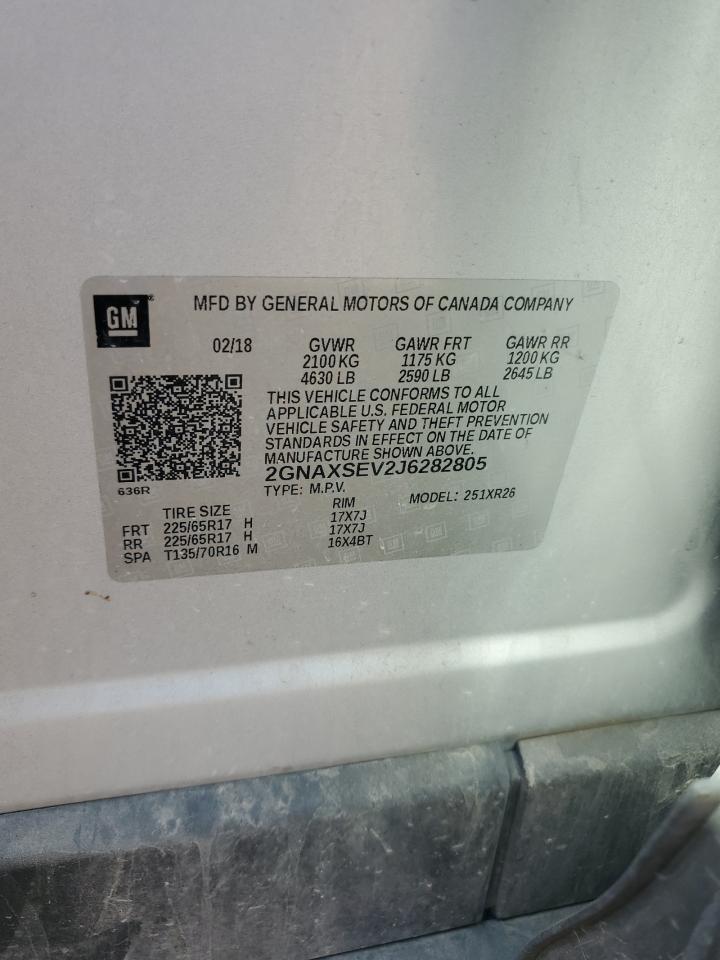 GM
MFD BY GENERAL MOTORS OF CANADA COMPANY
02/18 GVWR GAWR FRT GAWR RR
2100 KG 1175 KG 1200 KG
4630 LB 2590 LB 2645 LB
THIS VEHICLE CONFORMS TO ALL
APPLICABLE U.S. FEDERAL MOTOR
VEHICLE SAFETY AND THEFT PREVENTION
STANDARDS IN EFFECT ON THE DATE OF
MANUFACTURE SHOWN ABOVE.
2GNAXSEV2J6282805
636R TYPE: M.P.V. MODEL: 251XR26
TIRE SIZE RIM
FRT 225/65R17 H 17X7J
RR 225/65R17 H 17X7J
SPA T135/70R16 M 16X4BT